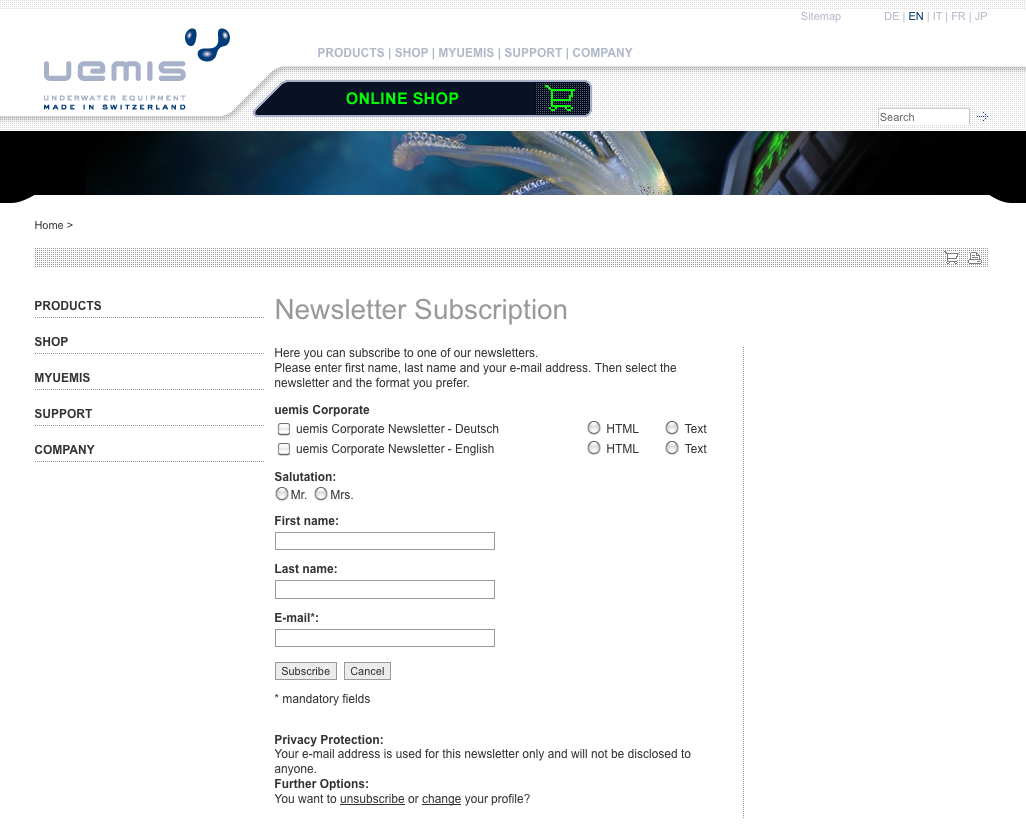 Sitemap
DE | EN | IT | FR | JP
PRODUCTS | SHOP | MYUEMIS | SUPPORT | COMPANY
uemis
UNDERWATER EQUIPMENT
MADE IN SWITZERLAND
ONLINE SHOP
Search
Home >
PRODUCTS
SHOP
MYUEMIS
SUPPORT
COMPANY
Newsletter Subscription
Here you can subscribe to one of our newsletters.
Please enter first name, last name and your e-mail address. Then select the
newsletter and the format you prefer.
uemis Corporate
uemis Corporate Newsletter - Deutsch HTML Text
uemis Corporate Newsletter - English HTML Text
Salutation:
Mr. Mrs.
First name:
Last name:
E-mail*:
Subscribe Cancel
* mandatory fields
Privacy Protection:
Your e-mail address is used for this newsletter only and will not be disclosed to
anyone.
Further Options:
You want to unsubscribe or change your profile?